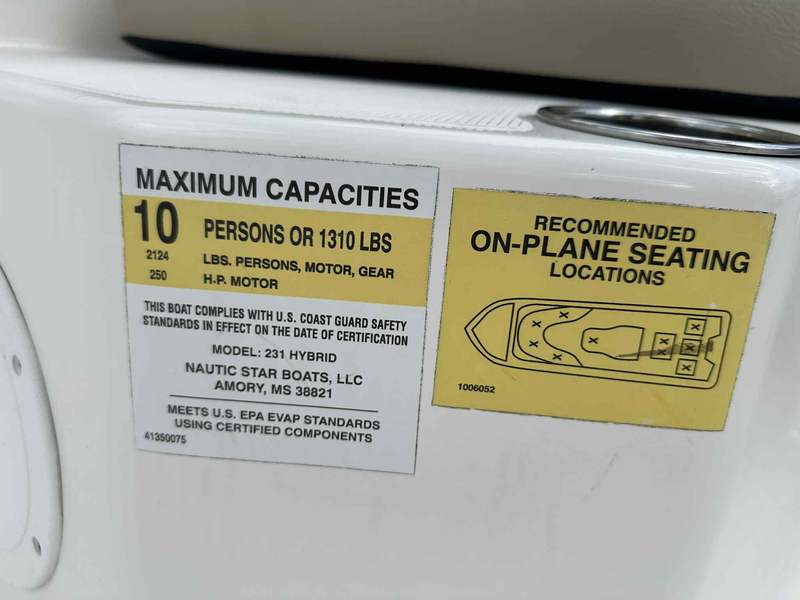 MAXIMUM CAPACITIES
10 PERSONS OR 1310 LBS
2124 LBS. PERSONS, MOTOR, GEAR
250 H.P. MOTOR
THIS BOAT COMPLIES WITH U.S. COAST GUARD SAFETY
STANDARDS IN EFFECT ON THE DATE OF CERTIFICATION
MODEL: 231 HYBRID
NAUTIC STAR BOATS, LLC
AMORY, MS 38821
MEETS U.S. EPA EVAP STANDARDS
USING CERTIFIED COMPONENTS
41350075
RECOMMENDED
ON-PLANE SEATING
LOCATIONS
1006052